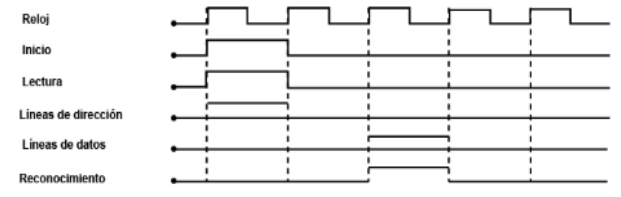 Reloj
Inicio
Lectura
Líneas de dirección
Líneas de datos
Reconocimiento